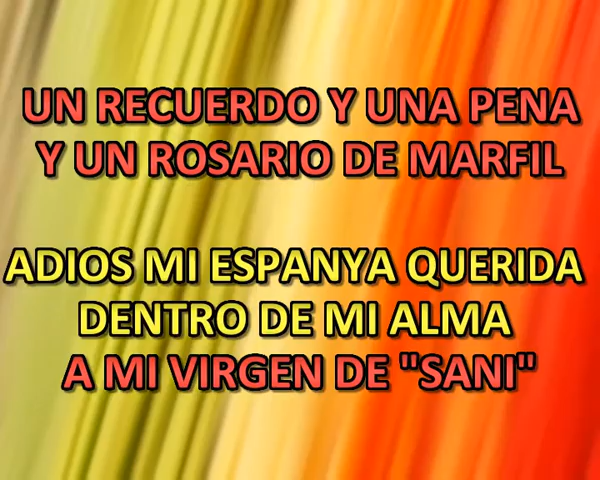 UN RECUERDO Y UNA PENA
Y UN ROSARIO DE MARFIL
ADIOS MI ESPANYA QUERIDA
DENTRO DE MI ALMA
A MI VIRGEN DE "SANI"